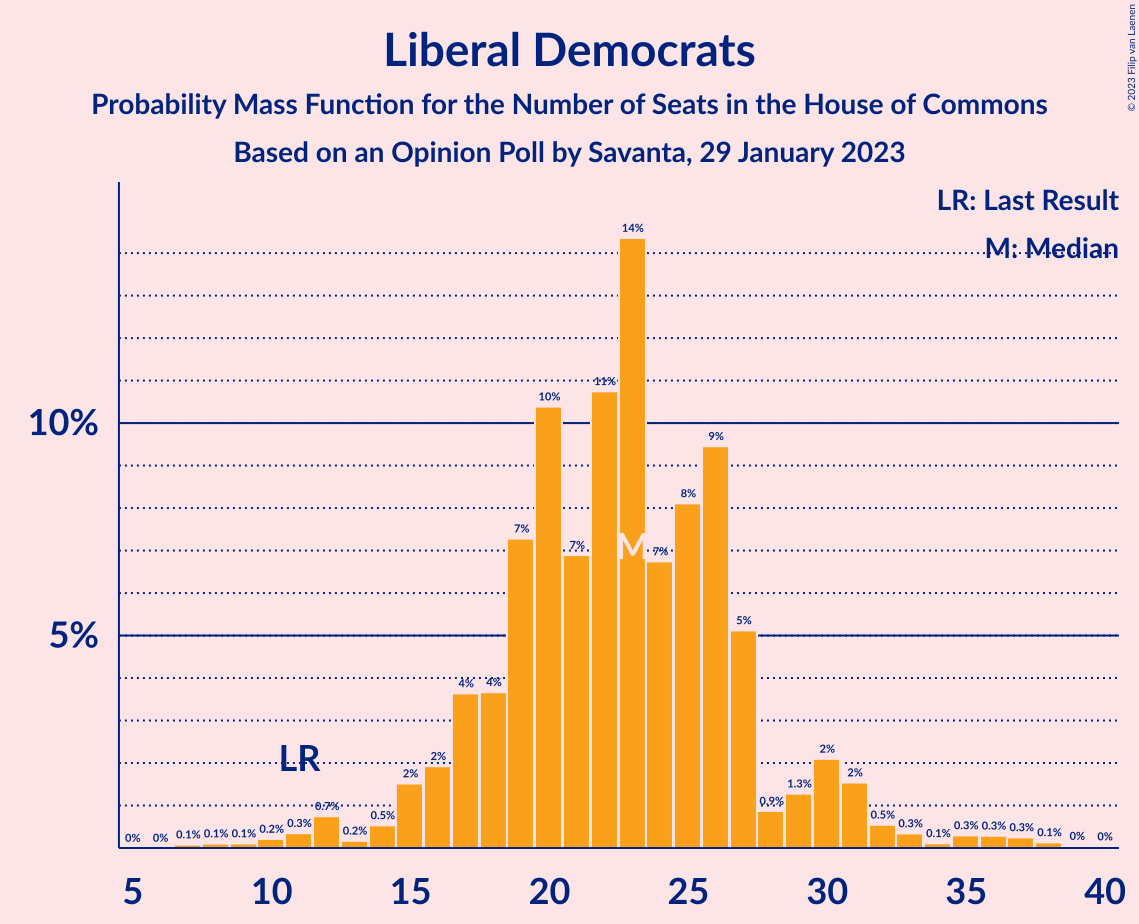 Liberal Democrats
Probability Mass Function for the Number of Seats in the House of Commons
Based on an Opinion Poll by Savanta, 29 January 2023
© 2023 Filip van Laenen
LR: Last Result
M: Median
10%
5%
LR
M
0% 0% 0.1% 0.1% 0.1% 0.2% 0.3% 0.7% 0.2% 0.5% 2% 2% 4% 4% 7% 10% 7% 11% 14% 7% 8% 9% 5% 0.9% 1.3% 2% 2% 0.5% 0.3% 0.1% 0.3% 0.3% 0.3% 0.1% 0% 0%
5 10 15 20 25 30 35 40